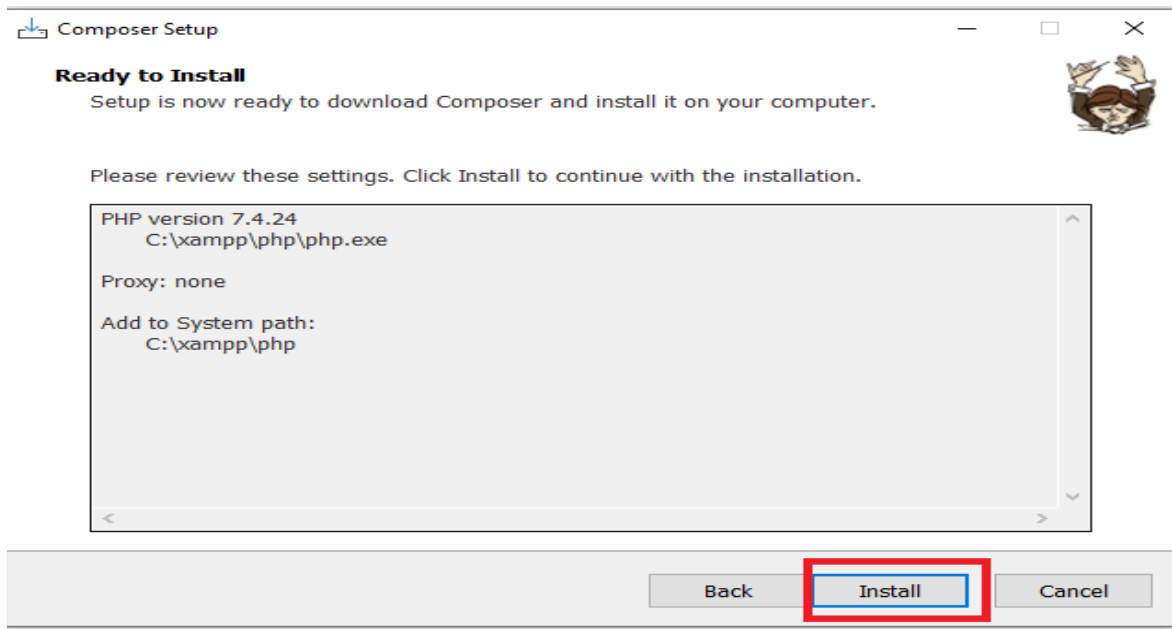 Composer Setup
Ready to Install
Setup is now ready to download Composer and install it on your computer.
Please review these settings. Click Install to continue with the installation.
PHP version 7.4.24
C:\xampp\php\php.exe
Proxy: none
Add to System path:
C:\xampp\php
Back
Install
Cancel